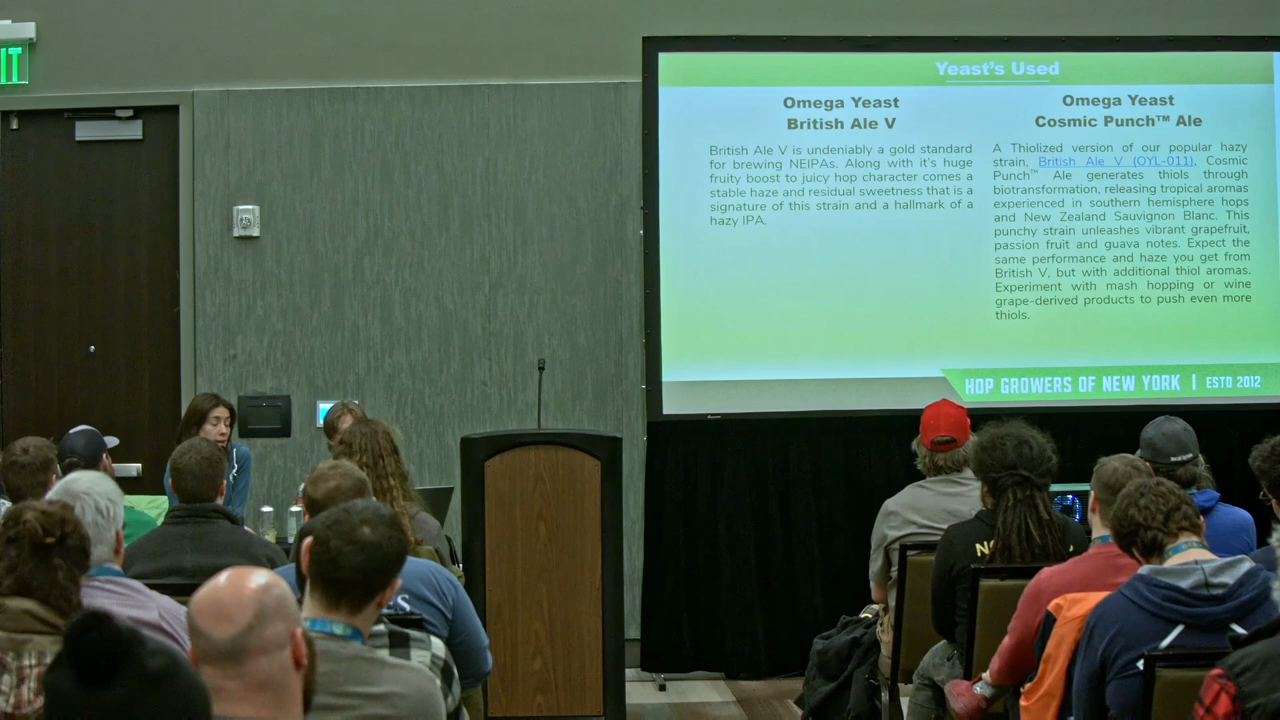 IT
Yeast's Used
Omega Yeast
British Ale V
British Ale V is undeniably a gold standard
for brewing NEIPAs. Along with it's huge
fruity boost to juicy hop character comes a
stable haze and residual sweetness that is a
signature of this strain and a hallmark of a
hazy IPA.
Omega Yeast
Cosmic Punch™ Ale
A Thiolized version of our popular hazy
strain, British Ale V (OYL-011), Cosmic
Punch™ Ale generates thiols through
biotransformation, releasing tropical aromas
experienced in southern hemisphere hops
and New Zealand Sauvignon Blanc. This
punchy strain unleashes vibrant grapefruit,
passion fruit and guava notes. Expect the
same performance and haze you get from
British V, but with additional thiol aromas.
Experiment with mash hopping or wine
grape-derived products to push even more
thiols.
HOP GROWERS OF NEW YORK | ESTD 2012